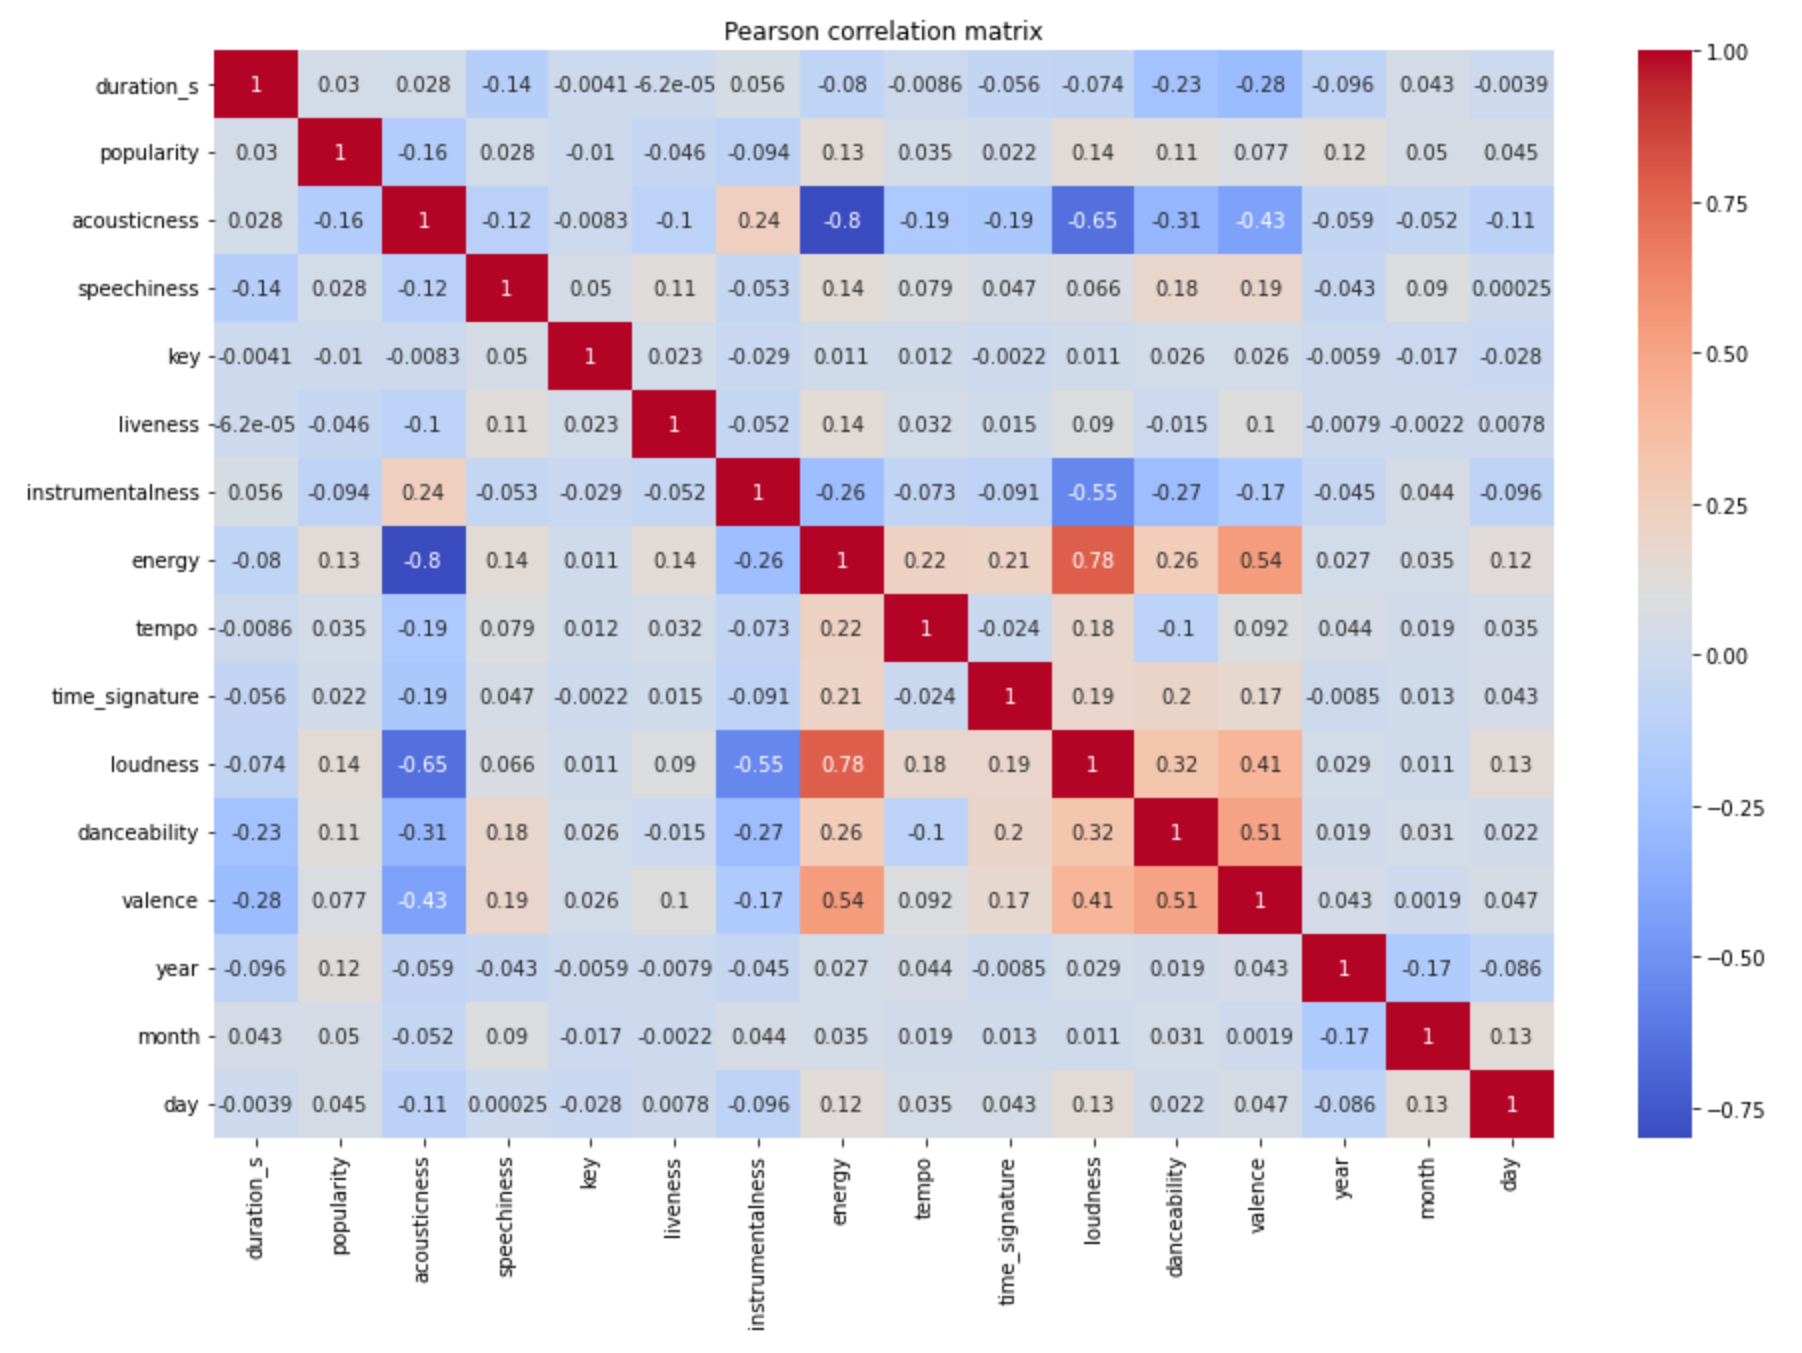 Pearson correlation matrix
duration_s 1 0.03 0.028 -0.14 -0.0041 -6.2e-05 0.056 -0.08 -0.0086 -0.056 -0.074 -0.23 -0.28 -0.096 0.043 -0.0039
popularity 0.03 1 -0.16 0.028 -0.01 -0.046 -0.094 0.13 0.035 0.022 0.14 0.11 0.077 0.12 0.05 0.045
acousticness 0.028 -0.16 1 -0.12 -0.0083 -0.1 0.24 -0.8 -0.19 -0.19 -0.65 -0.31 -0.43 -0.059 -0.052 -0.11
speechiness -0.14 0.028 -0.12 1 0.05 0.11 -0.053 0.14 0.079 0.047 0.066 0.18 0.19 -0.043 0.09 0.00025
key -0.0041 -0.01 -0.0083 0.05 1 0.023 -0.029 0.011 0.012 -0.0022 0.011 0.026 0.026 -0.0059 -0.017 -0.028
liveness -6.2e-05 -0.046 -0.1 0.11 0.023 1 -0.052 0.14 0.032 0.015 0.09 -0.015 0.1 -0.0079 -0.0022 0.0078
instrumentalness 0.056 -0.094 0.24 -0.053 -0.029 -0.052 1 -0.26 -0.073 -0.091 -0.55 -0.27 -0.17 -0.045 0.044 -0.096
energy -0.08 0.13 -0.8 0.14 0.011 0.14 -0.26 1 0.22 0.21 0.78 0.26 0.54 0.027 0.035 0.12
tempo -0.0086 0.035 -0.19 0.079 0.012 0.032 -0.073 0.22 1 -0.024 0.18 -0.1 0.092 0.044 0.019 0.035
time_signature -0.056 0.022 -0.19 0.047 -0.0022 0.015 -0.091 0.21 -0.024 1 0.19 0.2 0.17 -0.0085 0.013 0.043
loudness -0.074 0.14 -0.65 0.066 0.011 0.09 -0.55 0.78 0.18 0.19 1 0.32 0.41 0.029 0.011 0.13
danceability -0.23 0.11 -0.31 0.18 0.026 -0.015 -0.27 0.26 -0.1 0.2 0.32 1 0.51 0.019 0.031 0.022
valence -0.28 0.077 -0.43 0.19 0.026 0.1 -0.17 0.54 0.092 0.17 0.41 0.51 1 0.043 0.0019 0.047
year -0.096 0.12 -0.059 -0.043 -0.0059 -0.0079 -0.045 0.027 0.044 -0.0085 0.029 0.019 0.043 1 -0.17 -0.086
month 0.043 0.05 -0.052 0.09 -0.017 -0.0022 0.044 0.035 0.019 0.013 0.011 0.031 0.0019 -0.17 1 0.13
day -0.0039 0.045 -0.11 0.00025 -0.028 0.0078 -0.096 0.12 0.035 0.043 0.13 0.022 0.047 -0.086 0.13 1
duration_s popularity acousticness speechiness key liveness instrumentalness energy tempo time_signature loudness danceability valence year month day
1.00
0.75
0.50
0.25
0.00
−0.25
−0.50
−0.75